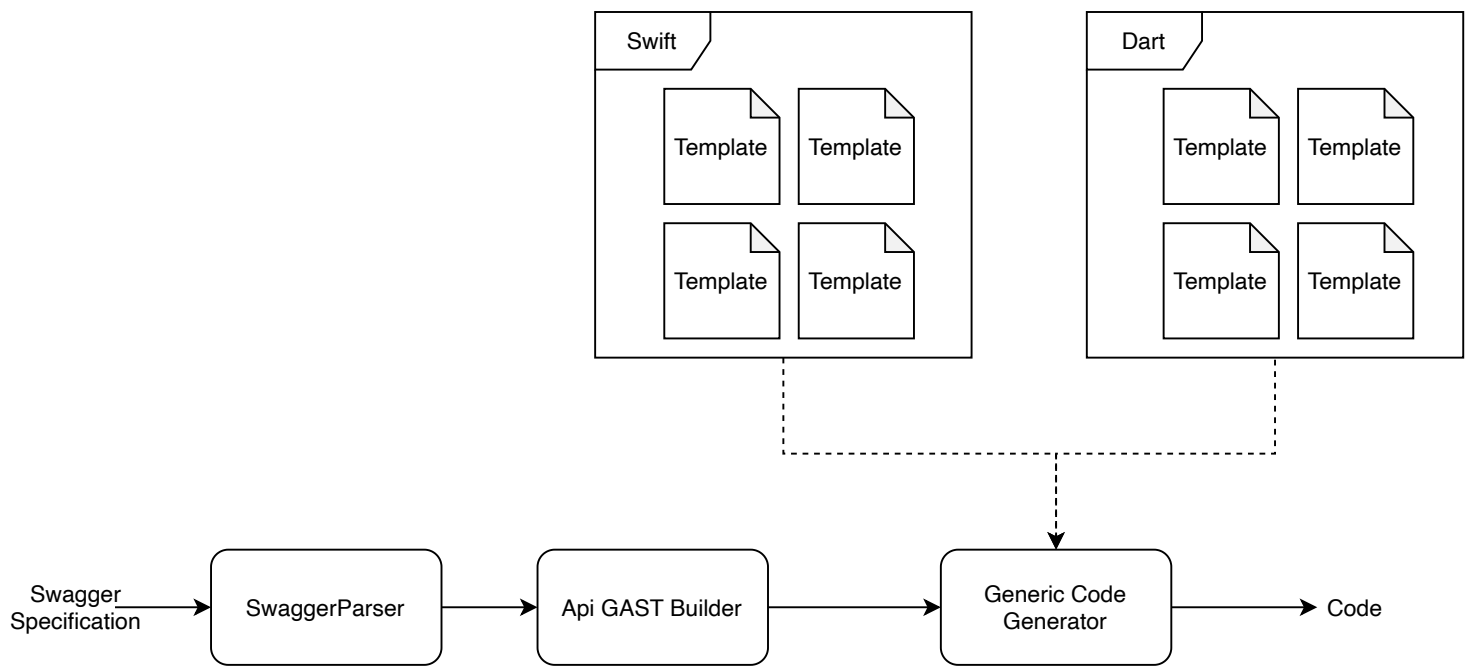 Swift
Dart
Template
Template
Template
Template
Template
Template
Template
Template
Swagger
Specification
SwaggerParser
Api GAST Builder
Generic Code
Generator
Code